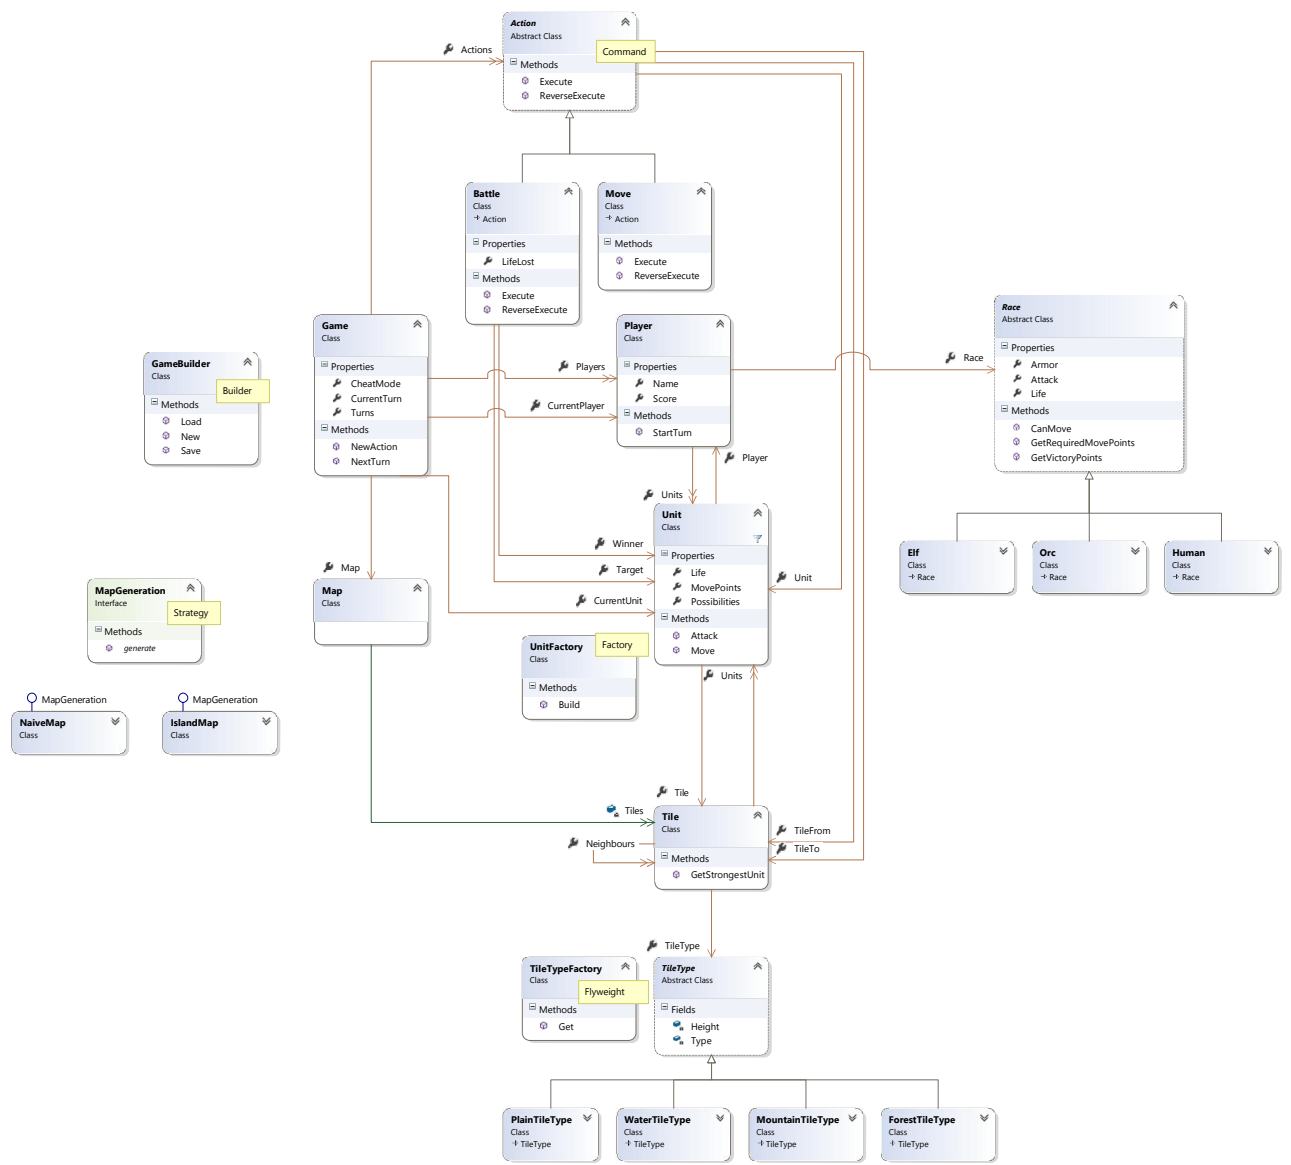 Action
Abstract Class
Command
Methods
Execute
ReverseExecute
Actions
Battle
Class
Action
Properties
LifeLost
Methods
Execute
ReverseExecute
Move
Class
Action
Methods
Execute
ReverseExecute
Game
Class
Properties
CheatMode
CurrentTurn
Turns
Methods
NewAction
NextTurn
Player
Class
Properties
Name
Score
Methods
StartTurn
Race
Abstract Class
Properties
Armor
Attack
Life
Methods
CanMove
GetRequiredMovePoints
GetVictoryPoints
GameBuilder
Class
Builder
Methods
Load
New
Save
Players
CurrentPlayer
Race
Player
Units
Unit
Class
Properties
Life
MovePoints
Possibilities
Methods
Attack
Move
Winner
Target
CurrentUnit
Unit
Elf
Class
Race
Orc
Class
Race
Human
Class
Race
Map
Map
Class
MapGeneration
Interface
Strategy
Methods
generate
UnitFactory
Class
Factory
Methods
Build
Units
MapGeneration
NaiveMap
Class
MapGeneration
IslandMap
Class
Tile
Tiles
Tile
Class
Methods
GetStrongestUnit
Neighbours
TileFrom
TileTo
TileType
TileTypeFactory
Class
Flyweight
Methods
Get
TileType
Abstract Class
Fields
Height
Type
PlainTileType
Class
TileType
WaterTileType
Class
TileType
MountainTileType
Class
TileType
ForestTileType
Class
TileType